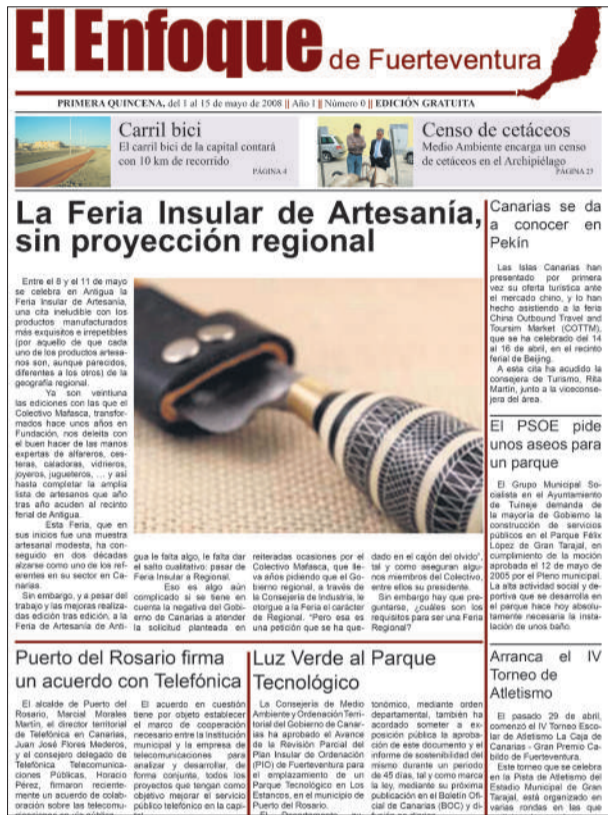 El Enfoque de Fuerteventura
PRIMERA QUINCENA, del 1 al 15 de mayo de 2008 || Año I || Número 0 || EDICIÓN GRATUITA
Carril bici
El carril bici de la capital contará
con 10 km de recorrido
PÁGINA 4
Censo de cetáceos
Medio Ambiente encarga un censo
de cetáceos en el Archipiélago
PÁGINA 23
La Feria Insular de Artesanía,
sin proyección regional
Entre el 8 y el 11 de mayo
se celebra en Antigua la
Feria Insular de Artesanía,
una cita ineludible con los
productos manufacturados
más exquisitos e irrepetibles
(por aquello de que cada
uno de los productos artesa-
nos son, aunque parecidos,
diferentes a los otros) de la
geografía regional.
Ya son veintiuna
las ediciones con las que el
Colectivo Mafasca, transfor-
mados hace unos años en
Fundación, nos deleita con
el buen hacer de las manos
expertas de alfareros, ces-
teras, caladoras, vidrieros,
joyeros, jugueteros, ... y así
hasta completar la amplia
lista de artesanos que año
tras año acuden al recinto
ferial de Antigua.
Esta Feria, que en
sus inicios fue una muestra
artesanal modesta, ha con-
seguido en dos décadas
alzarse como uno de los ref-
erentes en su sector en Ca-
narias.
Sin embargo, y a pesar del
trabajo y las mejoras realiza-
das edición tras edición, a la
Feria de Artesanía de Anti-
gua le falta algo, le falta dar
el salto cualitativo: pasar de
Feria Insular a Regional.
Eso es algo aún
complicado si se tiene en
cuenta la negativa del Gobi-
erno de Canarias a atender
la solicitud planteada en
reiteradas ocasiones por el
Colectivo Mafasca, que lle-
va años pidiendo que el Go-
bierno regional, a través de
la Consejería de Industria, le
otorgue a la Feria el carácter
de Regional. "Pero esa es
una petición que se ha que-
dado en el cajón del olvido",
tal y como aseguran algu-
nos miembros del Colectivo,
entre ellos su presidente.
Sin embargo hay que pre-
guntarse, ¿cuáles son los
requisitos para ser una Feria
Regional?
Canarias se da
a conocer en
Pekín
Las Islas Canarias han
presentado por primera
vez su oferta turística ante
el mercado chino, y lo han
hecho asistiendo a la feria
China Outbound Travel and
Toursim Market (COTTM),
que se ha celebrado del 14
al 16 de abril, en el recinto
ferial de Beijing.
A esta cita ha acudido la
consejera de Turismo, Rita
Martín, junto a la viceconse-
jera del área.
El PSOE pide
unos aseos para
un parque
El Grupo Municipal So-
cialista en el Ayuntamiento
de Tuineje demanda de
la mayoría de Gobierno la
construcción de servicios
públicos en el Parque Félix
López de Gran Tarajal, en
cumplimiento de la moción
aprobada el 12 de mayo de
2005 por el Pleno municipal.
La alta actividad social y de-
portiva que se desarrolla en
el parque hace hoy absolu-
tamente necesaria la insta-
lación de unos baño.
Puerto del Rosario firma
un acuerdo con Telefónica
El alcalde de Puerto del
Rosario, Marcial Morales
Martín, el director territorial
de Telefónica en Canarias,
Juan José Flores Mederos,
y el consejero delegado de
Telefónica Telecomunica-
ciones Públicas, Horacio
Pérez, firmaron reciente-
mente un acuerdo de colab-
oración sobre las telecomu-
El acuerdo en cuestión
tiene por objeto establecer
el marco de cooperación
necesario entre la Institución
municipal y la empresa de
telecomunicaciones para
analizar y desarrollar, de
forma conjunta, todos los
proyectos que tengan como
objetivo mejorar el servicio
público telefónico en la capi-
Luz Verde al Parque
Tecnológico
La Consejería de Medio
Ambiente y Ordenación Terri-
torial del Gobierno de Canar-
ias ha aprobado el Avance
de la Revisión Parcial del
Plan Insular de Ordenación
(PIO) de Fuerteventura para
el emplazamiento de un
Parque Tecnológico en Los
Estancos, en el municipio de
Puerto del Rosario.
tonómico, mediante orden
departamental, también ha
acordado someter a ex-
posición pública la aproba-
ción de este documento y el
informe de sostenibilidad del
mismo durante un periodo
de 45 días, tal y como marca
la ley, mediante su próxima
publicación en el Boletín Ofi-
cial de Canarias (BOC) y di-
Arranca el IV
Torneo de
Atletismo
El pasado 29 de abril,
comenzó el IV Torneo Esco-
lar de Atletismo La Caja de
Canarias - Gran Premio Ca-
bildo de Fuerteventura.
Este torneo que se celebra
en la Pista de Atletismo del
Estadio Municipal de Gran
Tarajal, está organizado en
varias rondas en las que